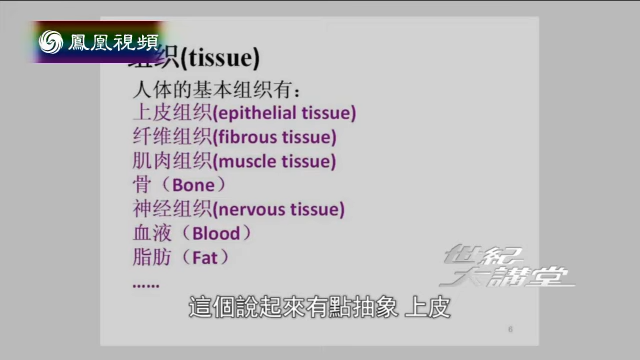 鳳凰視頻
组织(tissue)
人体的基本组织有：
上皮组织(epithelial tissue)
纤维组织(fibrous tissue)
肌肉组织(muscle tissue)
骨（Bone）
神经组织(nervous tissue)
血液（Blood）
脂肪（Fat）
……
世紀
大講堂
這個說起來有點抽象 上皮
6